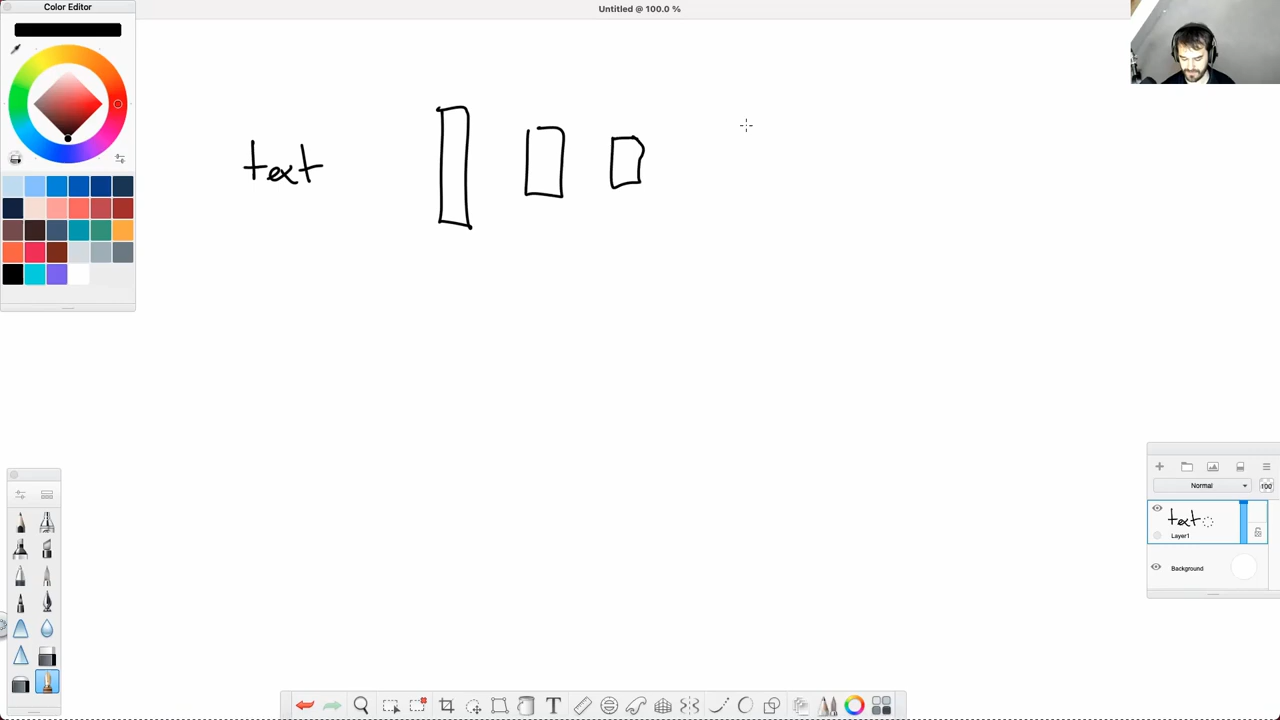 Color Editor
Untitled @ 100.0 %
text
Normal
100
text
Layer1
Background
T